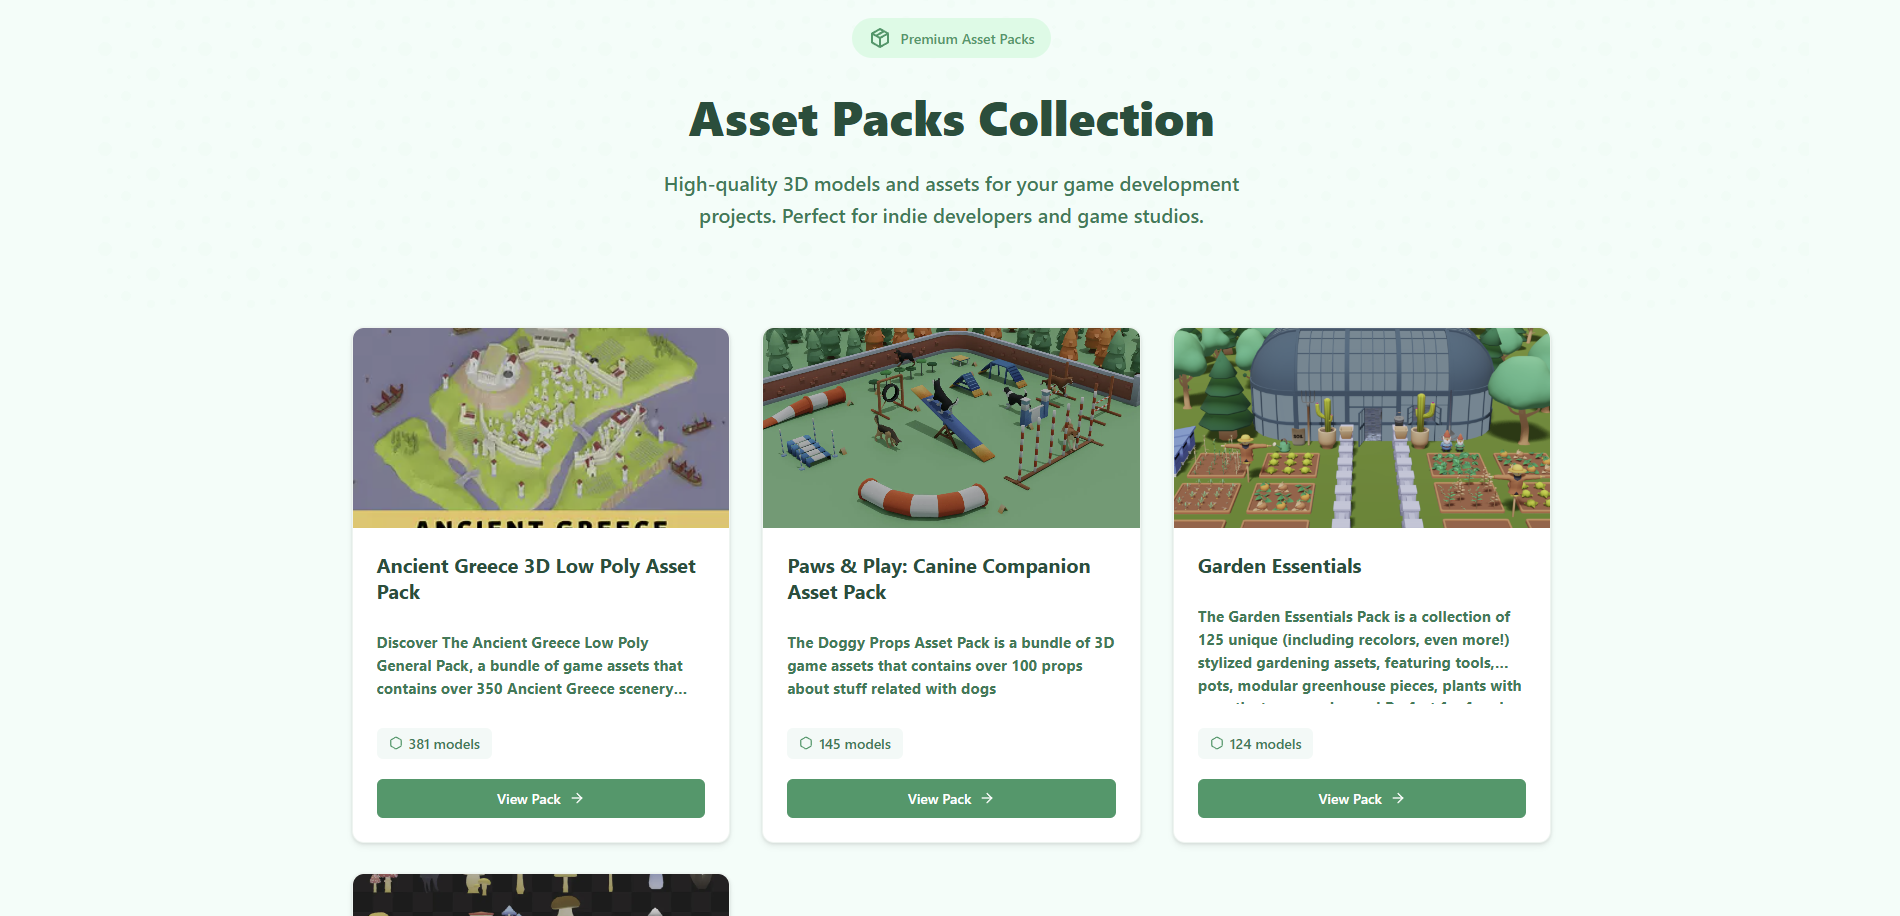 Premium Asset Packs
Asset Packs Collection
High-quality 3D models and assets for your game development
projects. Perfect for indie developers and game studios.
ANCIENT GREECE
Ancient Greece 3D Low Poly Asset
Pack
Discover The Ancient Greece Low Poly
General Pack, a bundle of game assets that
contains over 350 Ancient Greece scenery...
381 models
View Pack
Paws & Play: Canine Companion
Asset Pack
The Doggy Props Asset Pack is a bundle of 3D
game assets that contains over 100 props
about stuff related with dogs
145 models
View Pack
Garden Essentials
The Garden Essentials Pack is a collection of
125 unique (including recolors, even more!)
stylized gardening assets, featuring tools,...
pots, modular greenhouse pieces, plants with
124 models
View Pack